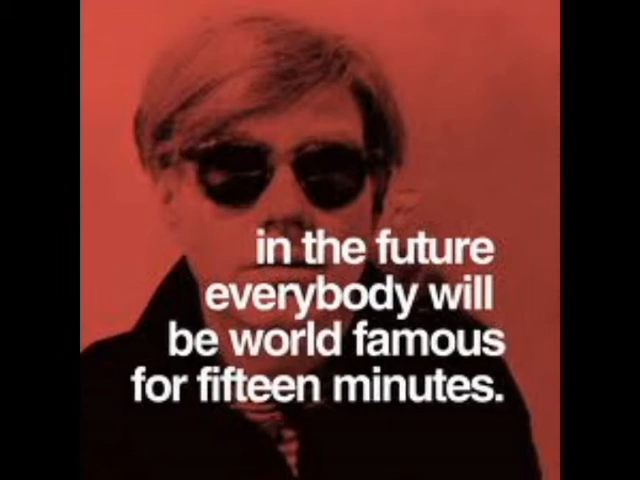 in the future
everybody will
be world famous
for fifteen minutes.